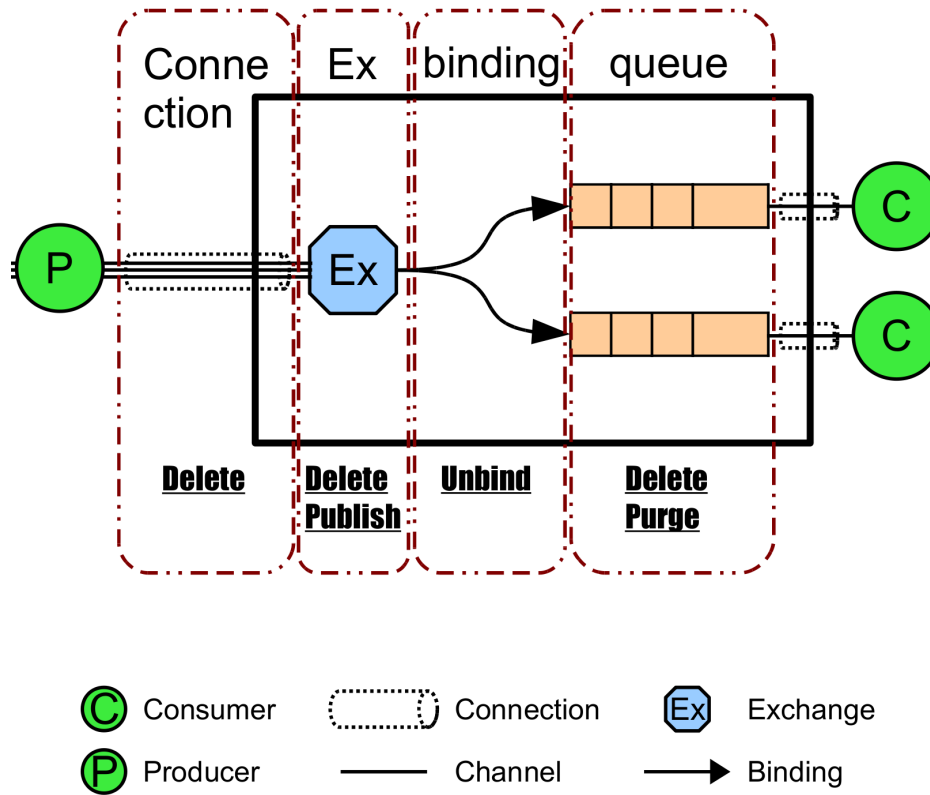 Conne
ction
Ex
binding
queue
P
Ex
C
C
Delete
Delete
Publish
Unbind
Delete
Purge
C Consumer
Connection
Ex Exchange
P Producer
Channel
Binding